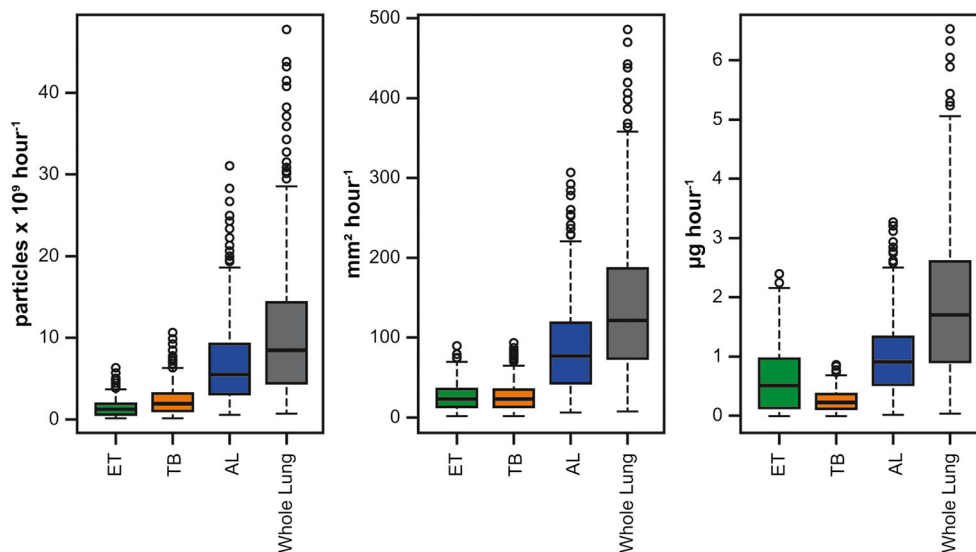 particles x 10⁹ hour⁻¹
40
30
20
10
0
ET
TB
AL
Whole Lung
mm² hour⁻¹
500
400
300
200
100
0
ET
TB
AL
Whole Lung
µg hour⁻¹
6
4
3
2
1
0
ET
TB
AL
Whole Lung